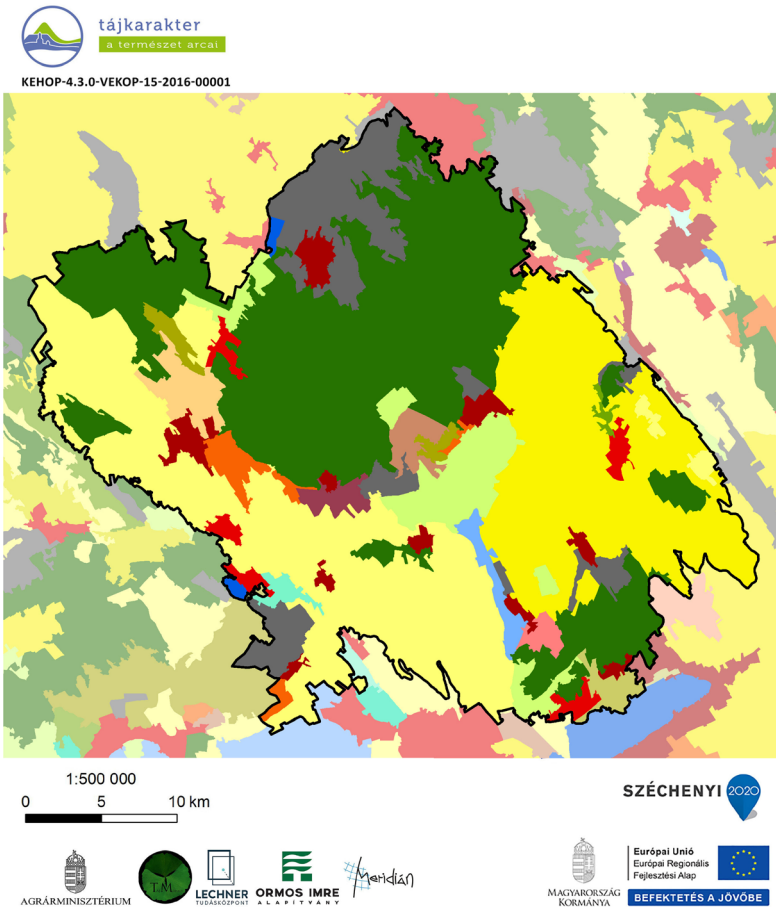 tájkarakter
a természet arcai
KEHOP-4.3.0-VEKOP-15-2016-00001
1:500 000
0 5 10 km
SZÉCHENYI 2020
AGRÁRMINISZTÉRIUM
T.M.
LECHNER
TUDÁSKÖZPONT
ORMOS IMRE
ALAPÍTVÁNY
Meridián
MAGYARORSZÁG
KORMÁNYA
Európai Unió
Európai Regionális
Fejlesztési Alap
BEFEKTETÉS A JÖVŐBE